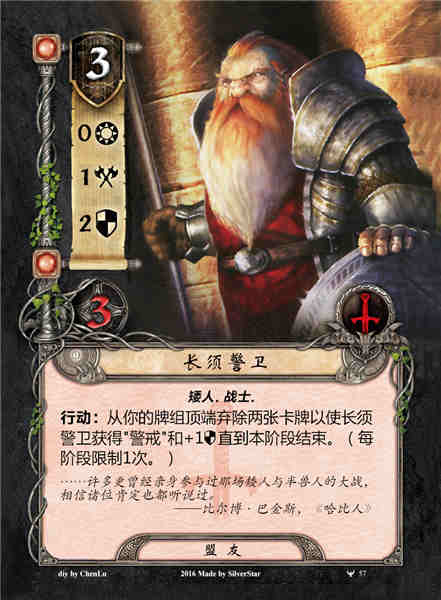 3
0
1
2
3
长须警卫
矮人. 战士.
行动：从你的牌组顶端弃除两张卡牌以使长须
警卫获得"警戒"和+1直到本阶段结束。（每
阶段限制1次。）
……许多更曾经亲身参与过那场矮人与半兽人的大战，
相信诸位肯定也都听说过。
——比尔博·巴金斯，《哈比人》
盟友
diy by ChenLu
2016 Made by SilverStar
57